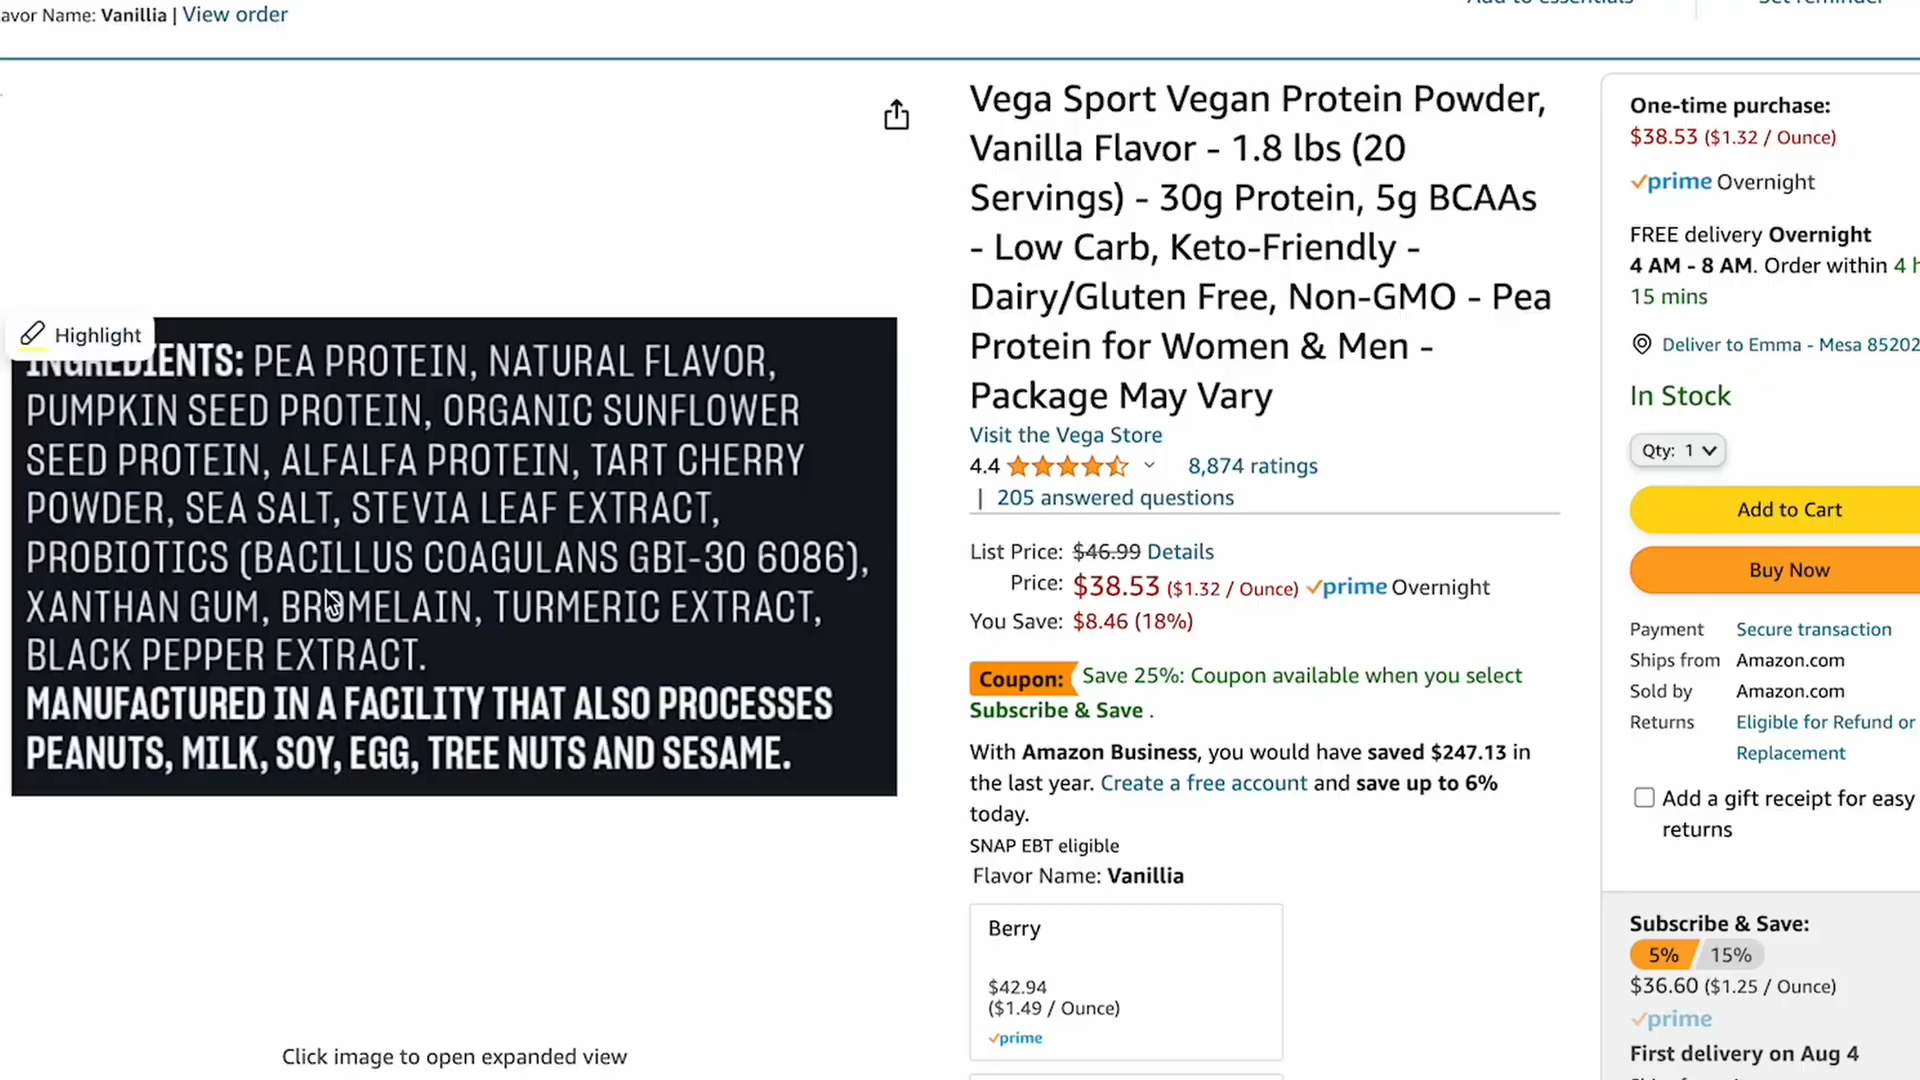 avor Name: Vanillia | View order
Add to essentials
Set reminder
Highlight
INGREDIENTS: PEA PROTEIN, NATURAL FLAVOR,
PUMPKIN SEED PROTEIN, ORGANIC SUNFLOWER
SEED PROTEIN, ALFALFA PROTEIN, TART CHERRY
POWDER, SEA SALT, STEVIA LEAF EXTRACT,
PROBIOTICS (BACILLUS COAGULANS GBI-30 6086),
XANTHAN GUM, BROMELAIN, TURMERIC EXTRACT,
BLACK PEPPER EXTRACT.
MANUFACTURED IN A FACILITY THAT ALSO PROCESSES
PEANUTS, MILK, SOY, EGG, TREE NUTS AND SESAME.
Click image to open expanded view
Vega Sport Vegan Protein Powder,
Vanilla Flavor - 1.8 lbs (20
Servings) - 30g Protein, 5g BCAAs
- Low Carb, Keto-Friendly -
Dairy/Gluten Free, Non-GMO - Pea
Protein for Women & Men -
Package May Vary
Visit the Vega Store
4.4 8,874 ratings
| 205 answered questions
List Price: $46.99 Details
Price: $38.53 ($1.32 / Ounce) prime Overnight
You Save: $8.46 (18%)
Coupon: Save 25%: Coupon available when you select
Subscribe & Save .
With Amazon Business, you would have saved $247.13 in
the last year. Create a free account and save up to 6%
today.
SNAP EBT eligible
Flavor Name: Vanillia
Berry
$42.94
($1.49 / Ounce)
prime
One-time purchase:
$38.53 ($1.32 / Ounce)
prime Overnight
FREE delivery Overnight
4 AM - 8 AM. Order within 4 h
15 mins
Deliver to Emma - Mesa 85202
In Stock
Qty: 1
Add to Cart
Buy Now
Payment Secure transaction
Ships from Amazon.com
Sold by Amazon.com
Returns Eligible for Refund or
Replacement
Add a gift receipt for easy
returns
Subscribe & Save:
5% 15%
$36.60 ($1.25 / Ounce)
prime
First delivery on Aug 4